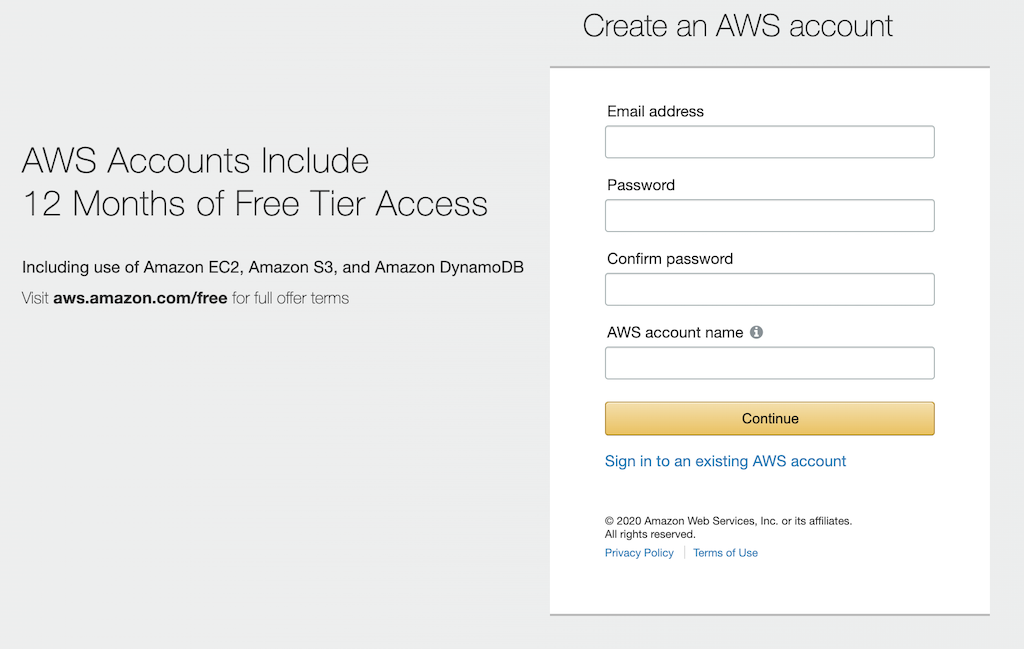 Create an AWS account
AWS Accounts Include
12 Months of Free Tier Access
Including use of Amazon EC2, Amazon S3, and Amazon DynamoDB
Visit aws.amazon.com/free for full offer terms
Email address
Password
Confirm password
AWS account name
Continue
Sign in to an existing AWS account
© 2020 Amazon Web Services, Inc. or its affiliates.
All rights reserved.
Privacy Policy | Terms of Use